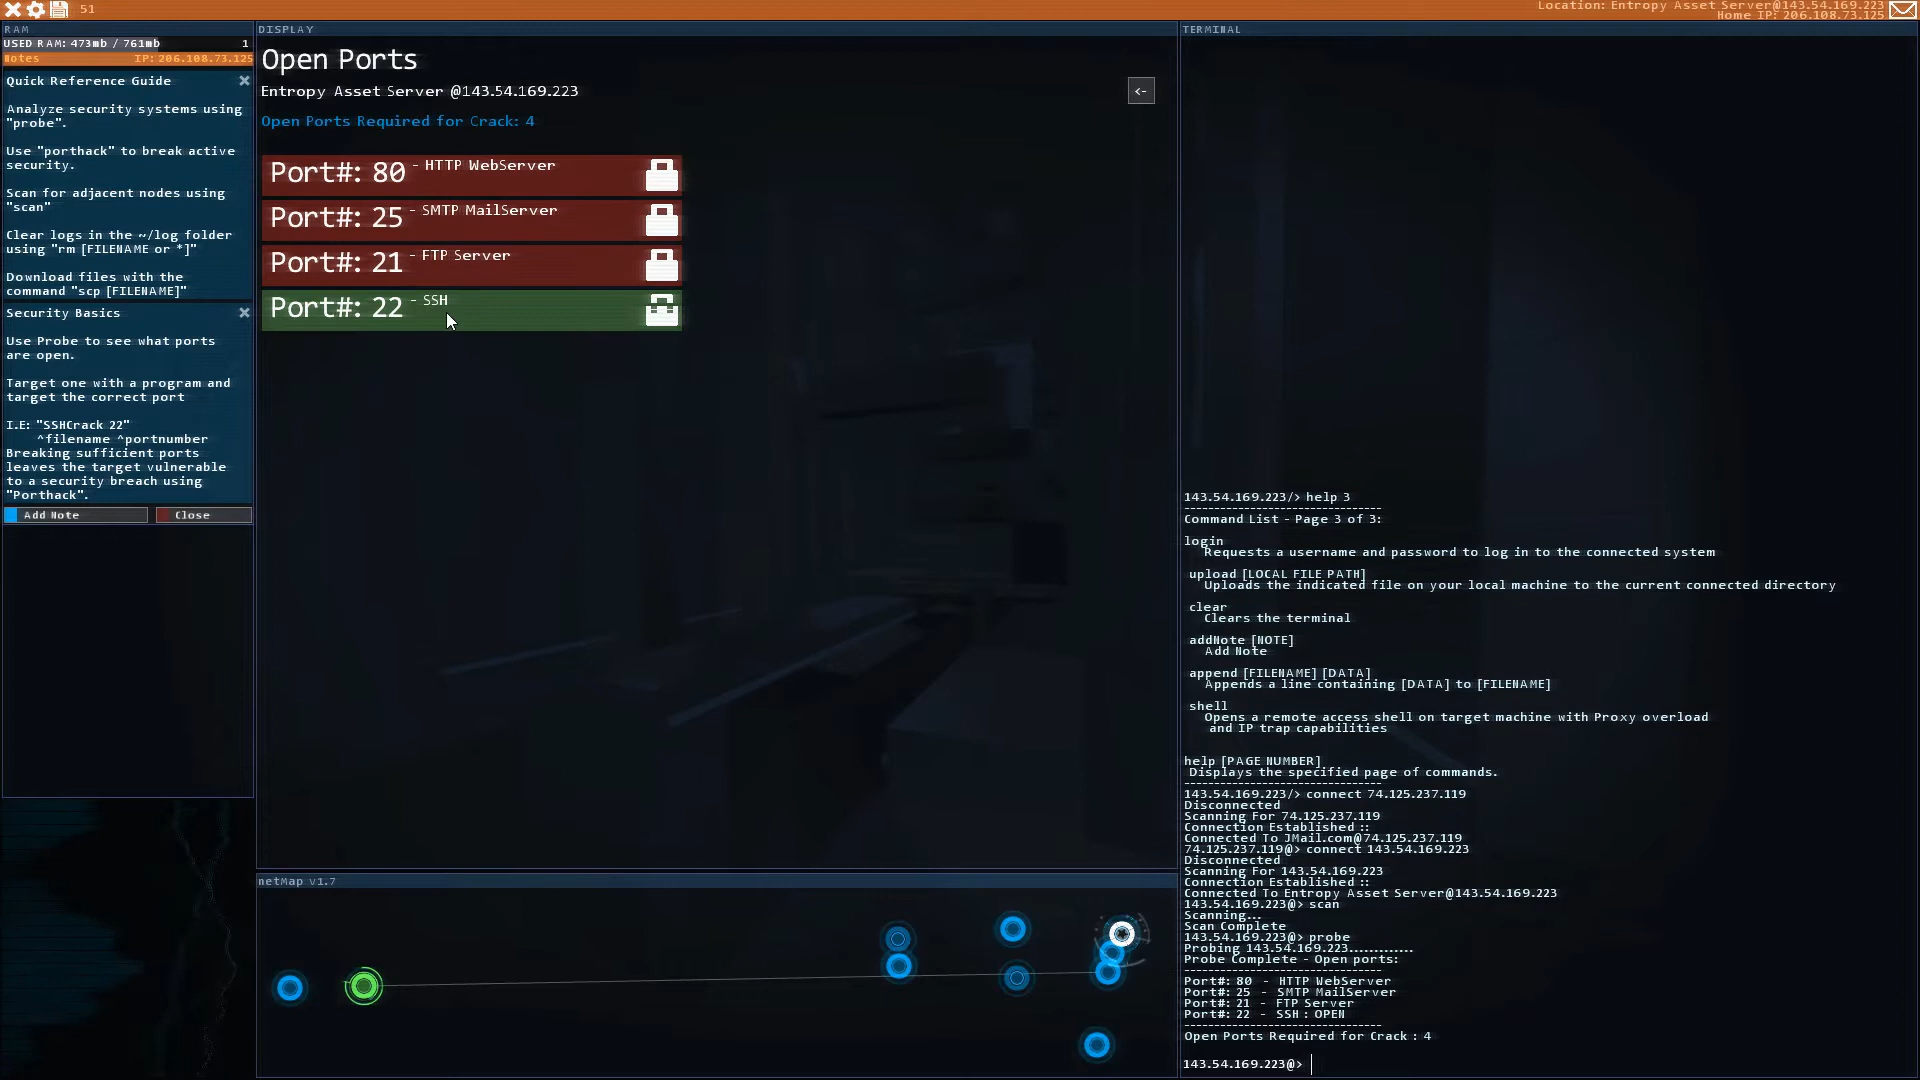 51
Location: Entropy Asset Server@143.54.169.223
Home IP: 206.108.73.125
RAM
USED RAM: 473mb / 761mb 1
Notes IP: 206.108.73.125
Quick Reference Guide
Analyze security systems using
"probe".
Use "porthack" to break active
security.
Scan for adjacent nodes using
"scan"
Clear logs in the ~/log folder
using "rm [FILENAME or *]"
Download files with the
command "scp [FILENAME]"
Security Basics
Use Probe to see what ports
are open.
Target one with a program and
target the correct port
I.E: "SSHCrack 22"
^filename ^portnumber
Breaking sufficient ports
leaves the target vulnerable
to a security breach using
"Porthack".
Add Note Close
DISPLAY
Open Ports
Entropy Asset Server @143.54.169.223
<-
Open Ports Required for Crack: 4
Port#: 80 - HTTP WebServer
Port#: 25 - SMTP MailServer
Port#: 21 - FTP Server
Port#: 22 - SSH
netMap v1.7
TERMINAL
143.54.169.223/> help 3
---------------------------------
Command List - Page 3 of 3:
login
Requests a username and password to log in to the connected system
upload [LOCAL FILE PATH]
Uploads the indicated file on your local machine to the current connected directory
clear
Clears the terminal
addNote [NOTE]
Add Note
append [FILENAME] [DATA]
Appends a line containing [DATA] to [FILENAME]
shell
Opens a remote access shell on target machine with Proxy overload
and IP trap capabilities
help [PAGE NUMBER]
Displays the specified page of commands.
---------------------------------
143.54.169.223/> connect 74.125.237.119
Disconnected
Scanning For 74.125.237.119
Connection Established ::
Connected To JMail.com@74.125.237.119
74.125.237.119@> connect 143.54.169.223
Disconnected
Scanning For 143.54.169.223
Connection Established ::
Connected To Entropy Asset Server@143.54.169.223
143.54.169.223@> scan
Scanning...
Scan Complete
143.54.169.223@> probe
Probing 143.54.169.223.............
Probe Complete - Open ports:
---------------------------------
Port#: 80 - HTTP WebServer
Port#: 25 - SMTP MailServer
Port#: 21 - FTP Server
Port#: 22 - SSH : OPEN
---------------------------------
Open Ports Required for Crack : 4
143.54.169.223@>